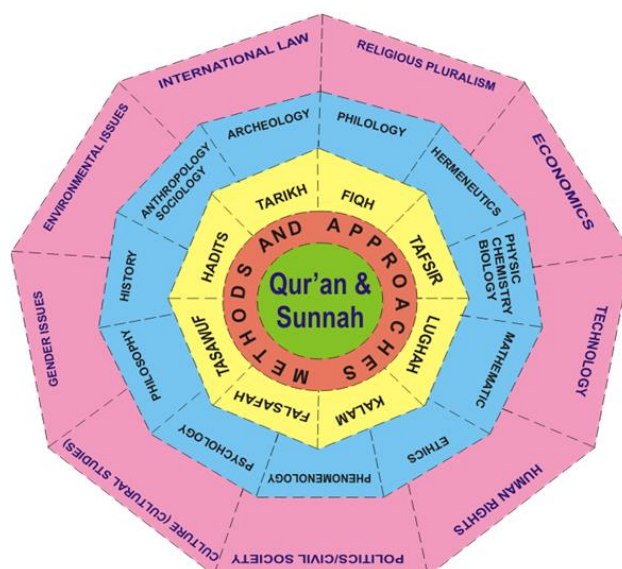 Qur'an &
Sunnah
METHODS AND APPROACHES
FIQH
TAFSIR
LUGHAH
KALAM
FALSAFAH
TASAWUF
HADITS
TARIKH
PHILOLOGY
HERMENEUTICS
PHYSIC
CHEMISTRY
BIOLOGY
MATHEMATIC
ETHICS
PHENOMENOLOGY
PSYCHOLOGY
PHILOSOPHY
HISTORY
ANTHROPOLOGY
SOCIOLOGY
ARCHEOLOGY
RELIGIOUS PLURALISM
ECONOMICS
TECHNOLOGY
HUMAN RIGHTS
POLITICS/CIVIL SOCIETY
CULTURE (CULTURAL STUDIES)
GENDER ISSUES
ENVIRONMENTAL ISSUES
INTERNATIONAL LAW